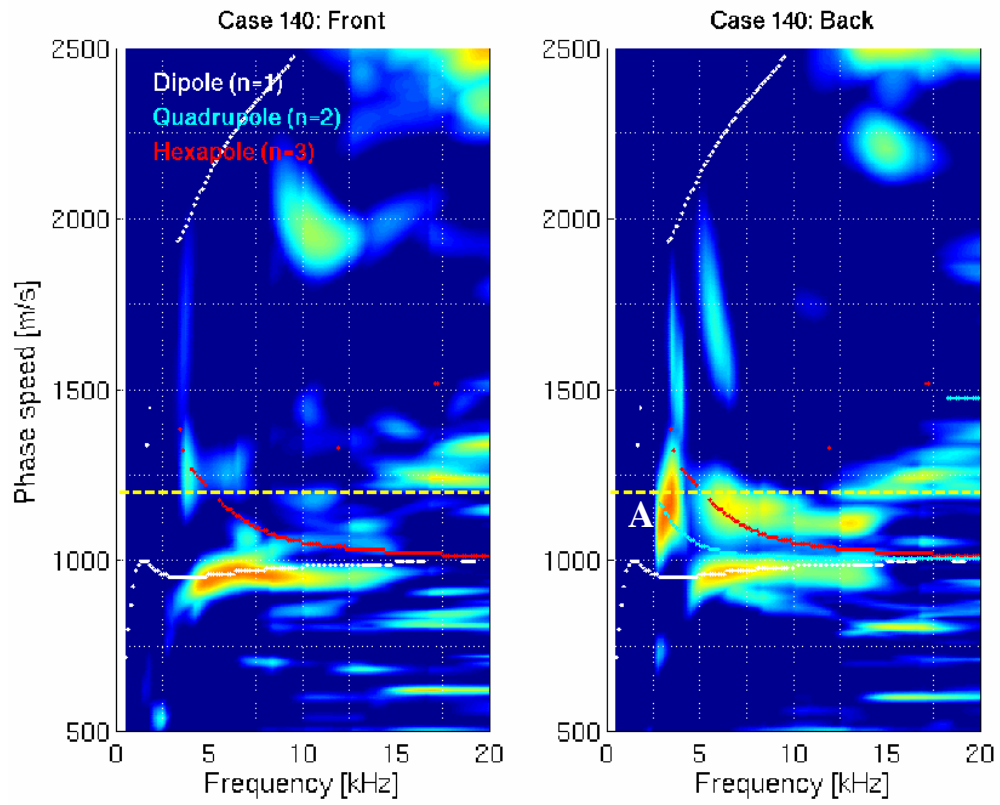 Case 140: Front
Case 140: Back
Phase speed [m/s]
2500
2000
1500
1000
500
Dipole (n=1)
Quadrupole (n=2)
Hexapole (n=3)
0 5 10 15 20
Frequency [kHz]
2500
2000
1500
1000
500
A
0 5 10 15 20
Frequency [kHz]